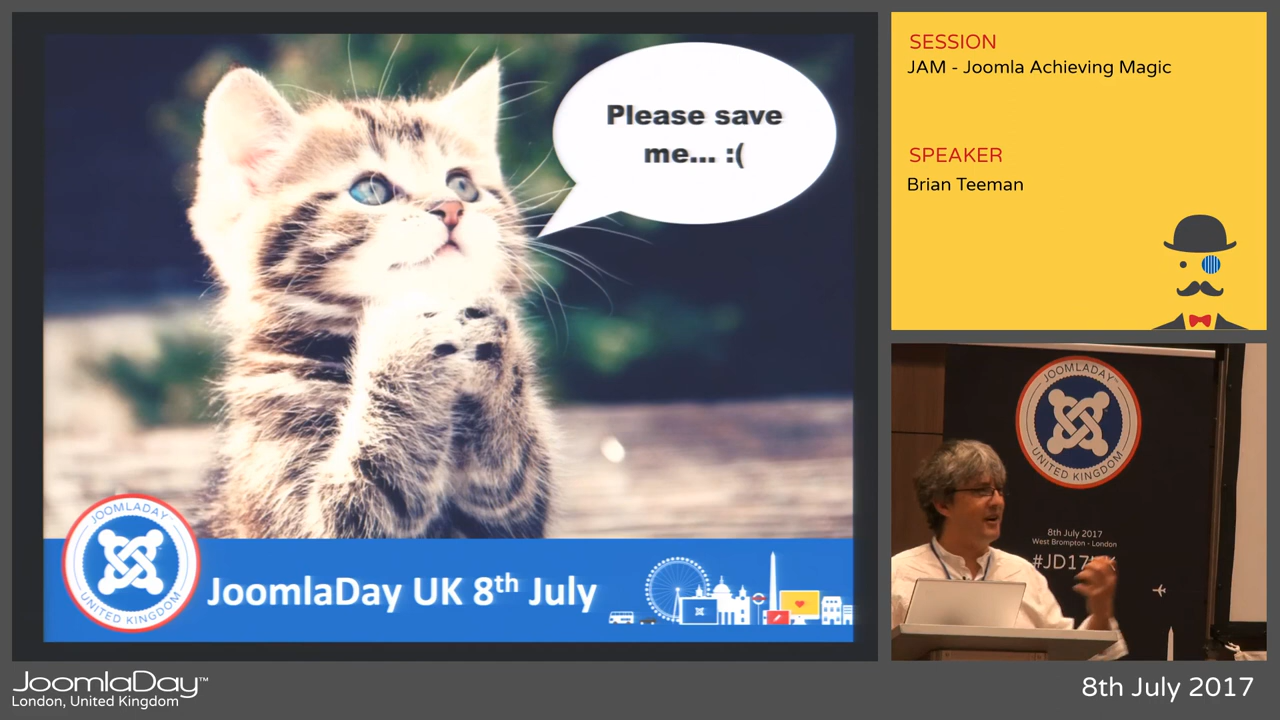 Please save
me... :(
JOOMLADAY
UNITED KINGDOM
JoomlaDay UK 8th July
SESSION
JAM - Joomla Achieving Magic
SPEAKER
Brian Teeman
JOOMLADAY
UNITED KINGDOM
8th July 2017
West Brompton - London
#JD17
JoomlaDay™
London, United Kingdom
8th July 2017